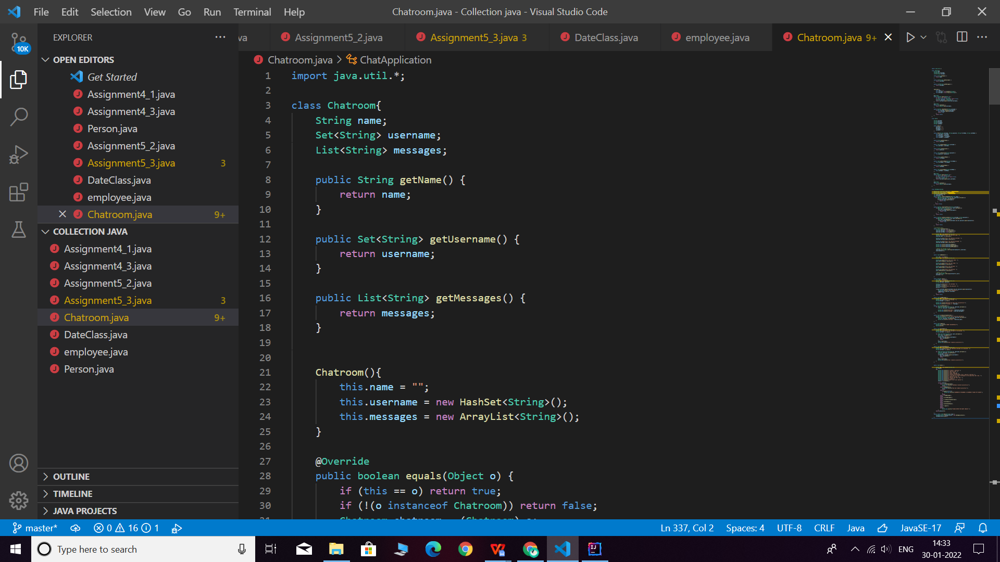 File Edit Selection View Go Run Terminal Help
Chatroom.java - Collection java - Visual Studio Code
10K
EXPLORER
OPEN EDITORS
Get Started
Assignment4_1.java
Assignment4_3.java
Person.java
Assignment5_2.java
Assignment5_3.java 3
DateClass.java
employee.java
Chatroom.java 9+
COLLECTION JAVA
Assignment4_1.java
Assignment4_3.java
Assignment5_2.java
Assignment5_3.java 3
Chatroom.java 9+
DateClass.java
employee.java
Person.java
OUTLINE
TIMELINE
JAVA PROJECTS
va Assignment5_2.java Assignment5_3.java 3 DateClass.java employee.java Chatroom.java 9+
Chatroom.java > ChatApplication
1 import java.util.*;
2
3 class Chatroom{
4 String name;
5 Set<String> username;
6 List<String> messages;
7
8 public String getName() {
9 return name;
10 }
11
12 public Set<String> getUsername() {
13 return username;
14 }
15
16 public List<String> getMessages() {
17 return messages;
18 }
19
20
21 Chatroom(){
22 this.name = "";
23 this.username = new HashSet<String>();
24 this.messages = new ArrayList<String>();
25 }
26
27 @Override
28 public boolean equals(Object o) {
29 if (this == o) return true;
30 if (!(o instanceof Chatroom)) return false;
master* 0 16 1
Ln 337, Col 2 Spaces: 4 UTF-8 CRLF Java JavaSE-17
Type here to search
ENG
14:33
30-01-2022